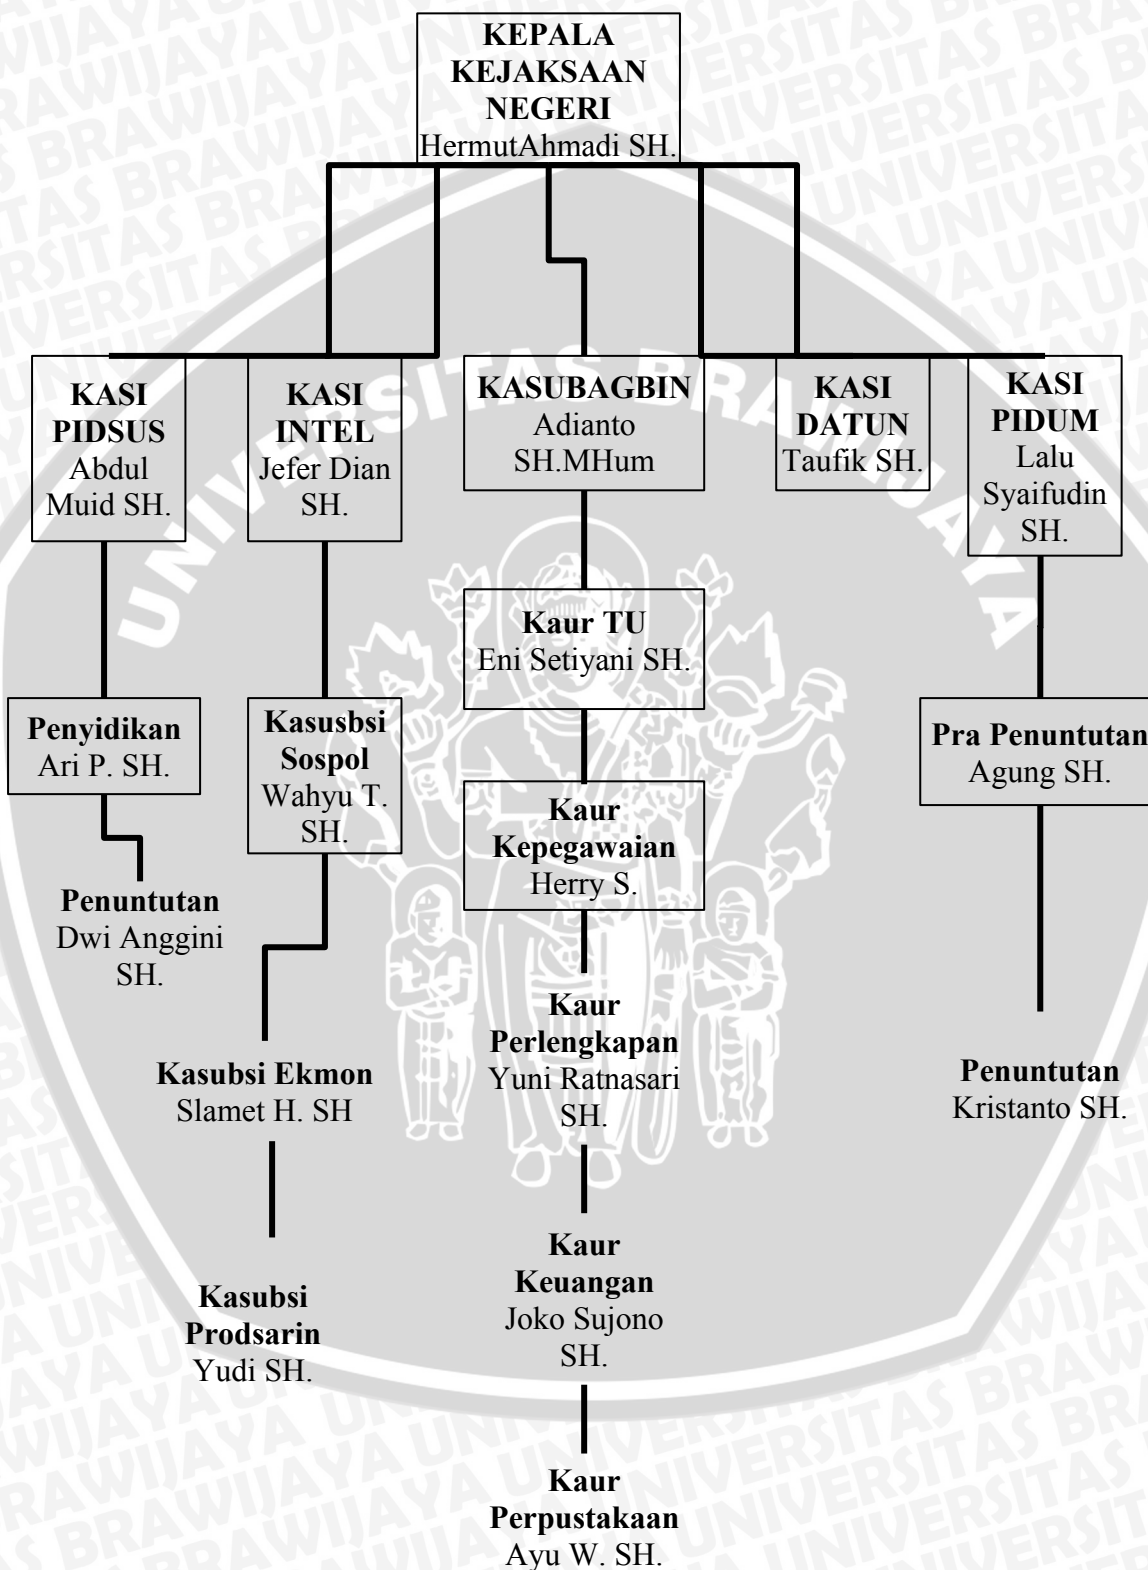 KEPALA
KEJAKSAAN
NEGERI
HermutAhmadi SH.
KASI
PIDSUS
Abdul
Muid SH.
KASI
INTEL
Jefer Dian
SH.
KASUBAGBIN
Adianto
SH.MHum
KASI
DATUN
Taufik SH.
KASI
PIDUM
Lalu
Syaifudin
SH.
Kaur TU
Eni Setiyani SH.
Penyidikan
Ari P. SH.
Kasusbsi
Sospol
Wahyu T.
SH.
Pra Penuntutan
Agung SH.
Kaur
Kepegawaian
Herry S.
Penuntutan
Dwi Anggini
SH.
Kaur
Perlengkapan
Yuni Ratnasari
SH.
Kasubsi Ekmon
Slamet H. SH
Penuntutan
Kristanto SH.
Kaur
Keuangan
Joko Sujono
SH.
Kasubsi
Prodsarin
Yudi SH.
Kaur
Perpustakaan
Ayu W. SH.
UNIVERSITAS BRAWIJAYA